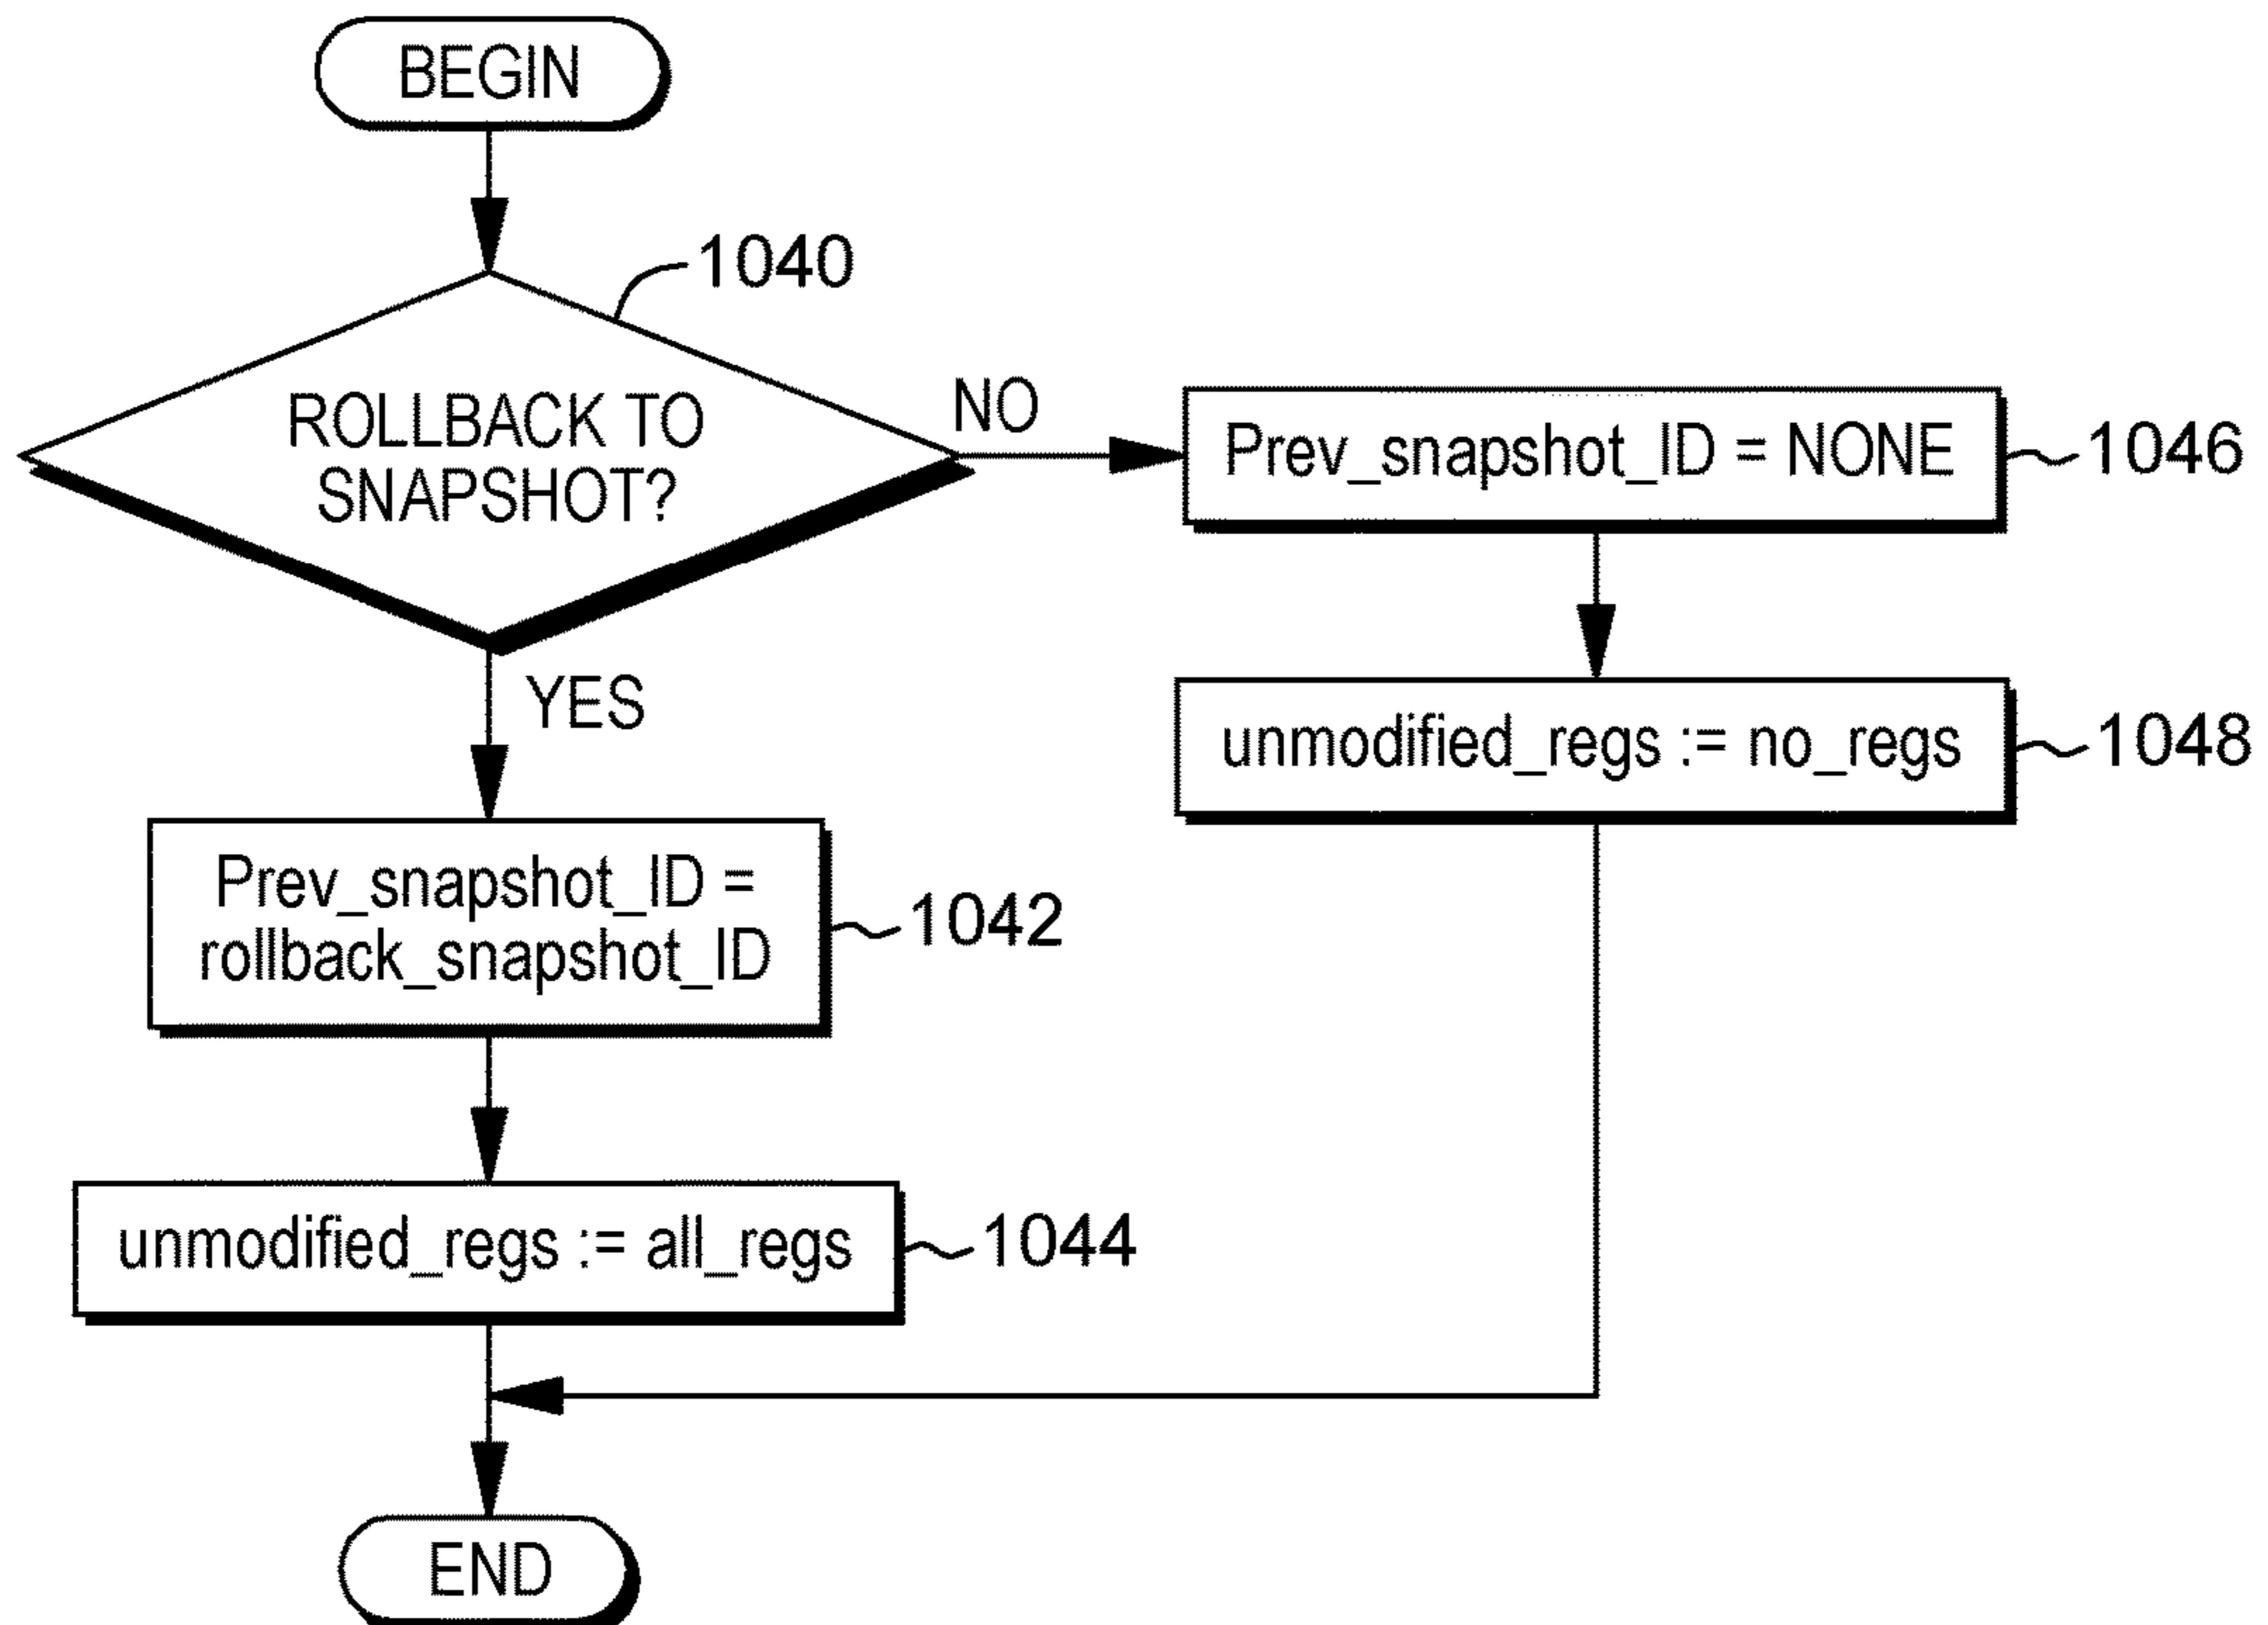 BEGIN
1040
ROLLBACK TO
SNAPSHOT?
NO
Prev_snapshot_ID = NONE
1046
YES
unmodified_regs := no_regs
1048
Prev_snapshot_ID =
rollback_snapshot_ID
1042
unmodified_regs := all_regs
1044
END